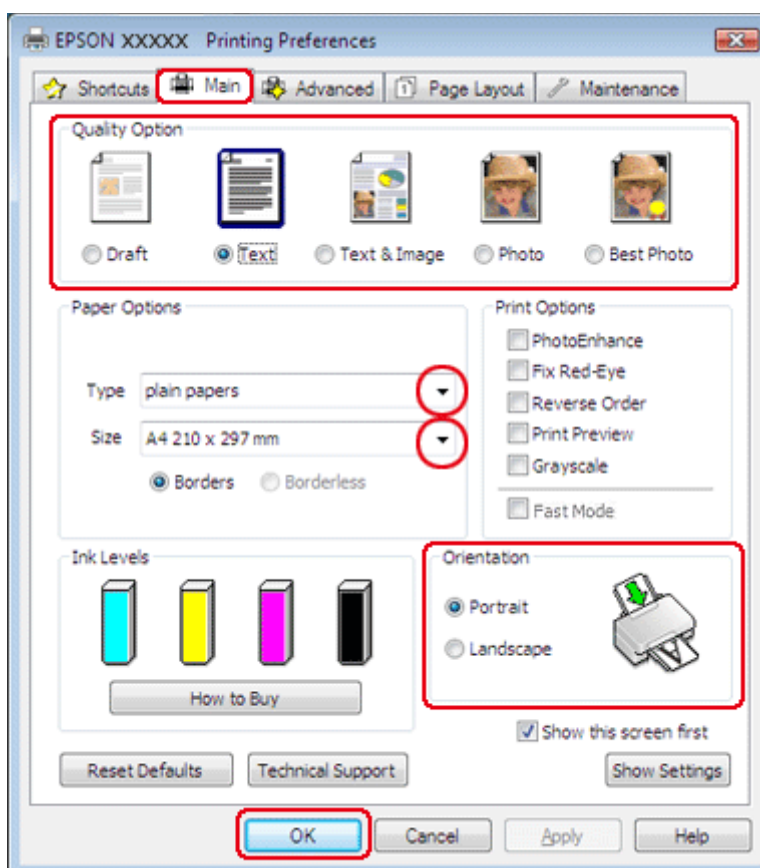 EPSON XXXXX Printing Preferences
Shortcuts Main Advanced 1 Page Layout Maintenance
Quality Option
Draft Text Text & Image Photo Best Photo
Paper Options
Type plain papers
Size A4 210 x 297 mm
Borders Borderless
Print Options
PhotoEnhance
Fix Red-Eye
Reverse Order
Print Preview
Grayscale
Fast Mode
Ink Levels
How to Buy
Orientation
Portrait
Landscape
Show this screen first
Reset Defaults Technical Support Show Settings
OK Cancel Apply Help